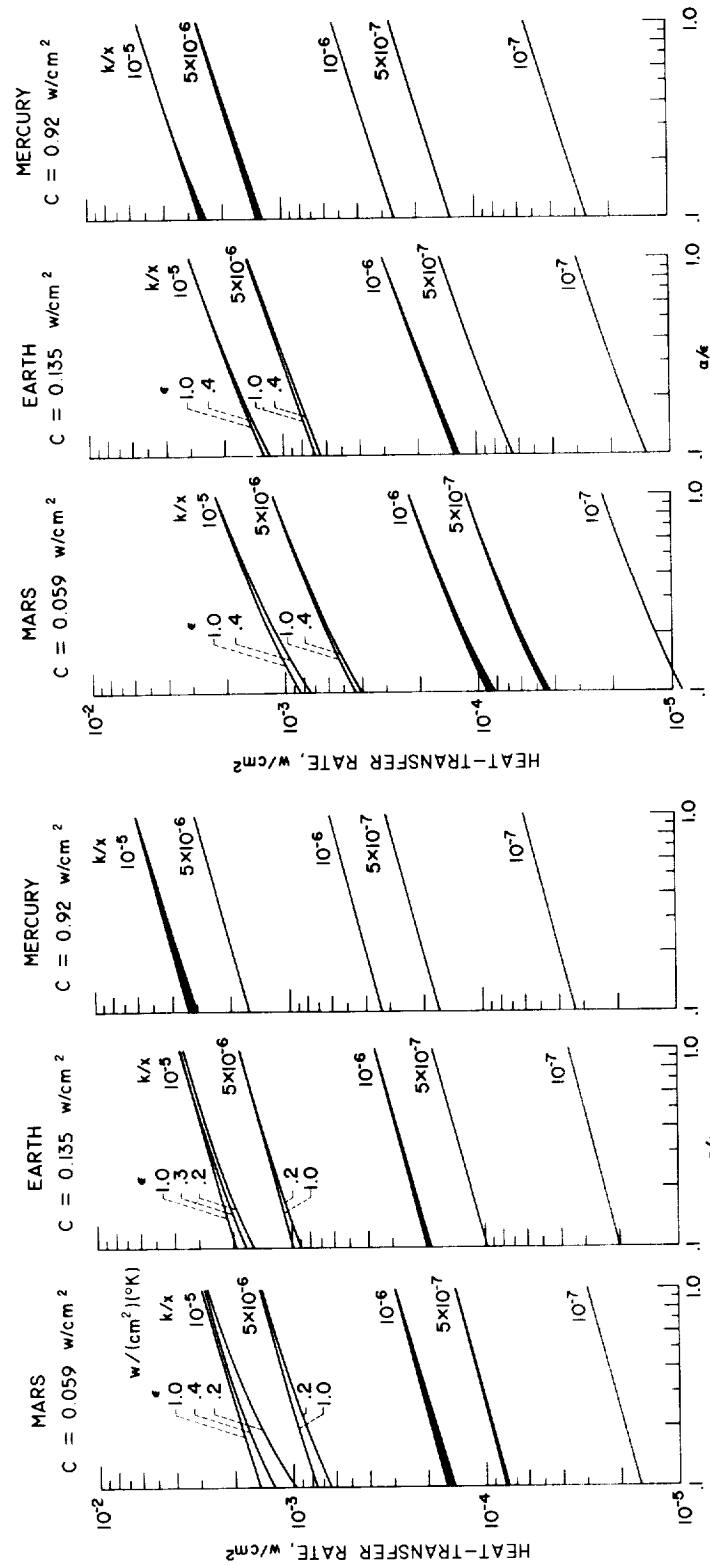 MARS
C = 0.059 w/cm²
HEAT-TRANSFER RATE, w/cm²
10⁻²
10⁻³
10⁻⁴
10⁻⁵
w/(cm²)(°K)
k/x
10⁻⁵
ϵ
1.0
.4
.2
5×10⁻⁶
.2
1.0
10⁻⁶
5×10⁻⁷
10⁻⁷
.1
EARTH
C = 0.135 w/cm²
k/x
10⁻⁵
ϵ
1.0
.3
.2
5×10⁻⁶
.2
1.0
10⁻⁶
5×10⁻⁷
10⁻⁷
.1
1.0
MERCURY
C = 0.92 w/cm²
k/x
10⁻⁵
5×10⁻⁶
10⁻⁶
5×10⁻⁷
10⁻⁷
.1
1.0
MARS
C = 0.059 w/cm²
HEAT-TRANSFER RATE, w/cm²
10⁻²
10⁻³
10⁻⁴
10⁻⁵
k/x
10⁻⁵
ϵ
1.0
.4
5×10⁻⁶
1.0
.4
10⁻⁶
5×10⁻⁷
10⁻⁷
EARTH
C = 0.135 w/cm²
k/x
10⁻⁵
ϵ
1.0
.4
5×10⁻⁶
1.0
.4
10⁻⁶
5×10⁻⁷
10⁻⁷
.1
α/ϵ
MERCURY
C = 0.92 w/cm²
k/x
10⁻⁵
5×10⁻⁶
10⁻⁶
5×10⁻⁷
10⁻⁷
.1
1.0